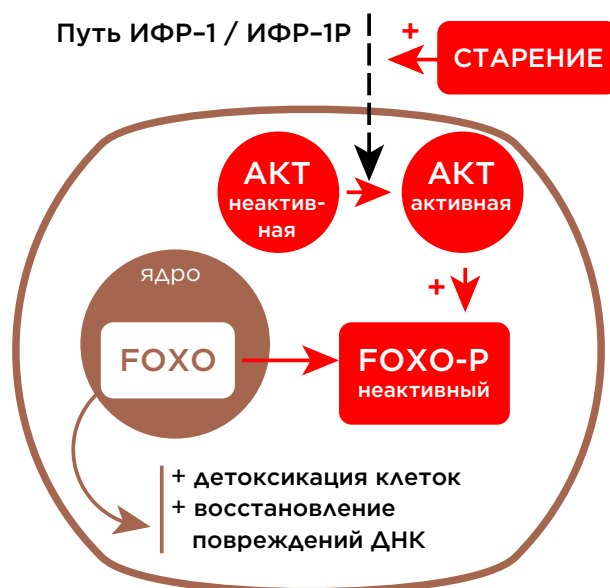 Путь ИФР-1 / ИФР-1Р
+
СТАРЕНИЕ
АКТ
неактив-
ная
АКТ
активная
ядро
+
FOXO
FOXO-P
неактивный
+ детоксикация клеток
+ восстановление
повреждений ДНК